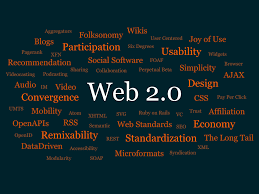 Aggregators Folksonomy Wikis
Blogs User Centered Joy of Use
Participation Six Degrees Usability
Recommendation Social Software FOAF Widgets
Videocasting Podcasting Collaboration Perpetual Beta Simplicity Browser
Sharing AJAX
Audio IM Video Web 2.0 Design
Convergence CSS Pay Per Click
UMTS Mobility Atom XHTML SVG Ruby on Rails VC Trust Affiliation
OpenAPIs RSS Semantic Web Standards SEO Economy
OpenID Remixability REST Standardization The Long Tail
DataDriven Accessibility XML
Modularity SOAP Microformats Syndication